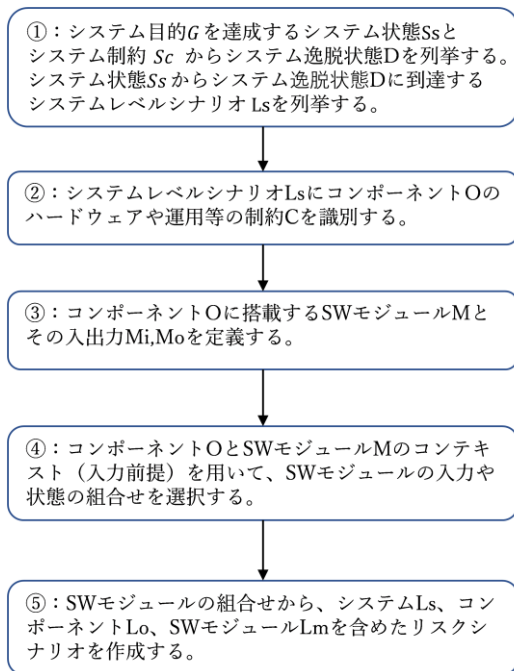 ①：システム目的Gを達成するシステム状態Ssと
システム制約 Sc からシステム逸脱状態Dを列挙する。
システム状態Ssからシステム逸脱状態Dに到達する
システムレベルシナリオ Lsを列挙する。
②：システムレベルシナリオLsにコンポーネントOの
ハードウェアや運用等の制約Cを識別する。
③：コンポーネントOに搭載するSWモジュールMと
その入出力Mi,Moを定義する。
④：コンポーネントOとSWモジュールMのコンテキ
スト（入力前提）を用いて、SWモジュールの入力や
状態の組合せを選択する。
⑤：SWモジュールの組合せから、システムLs、コン
ポーネントLo、SWモジュールLmを含めたリスクシ
ナリオを作成する。